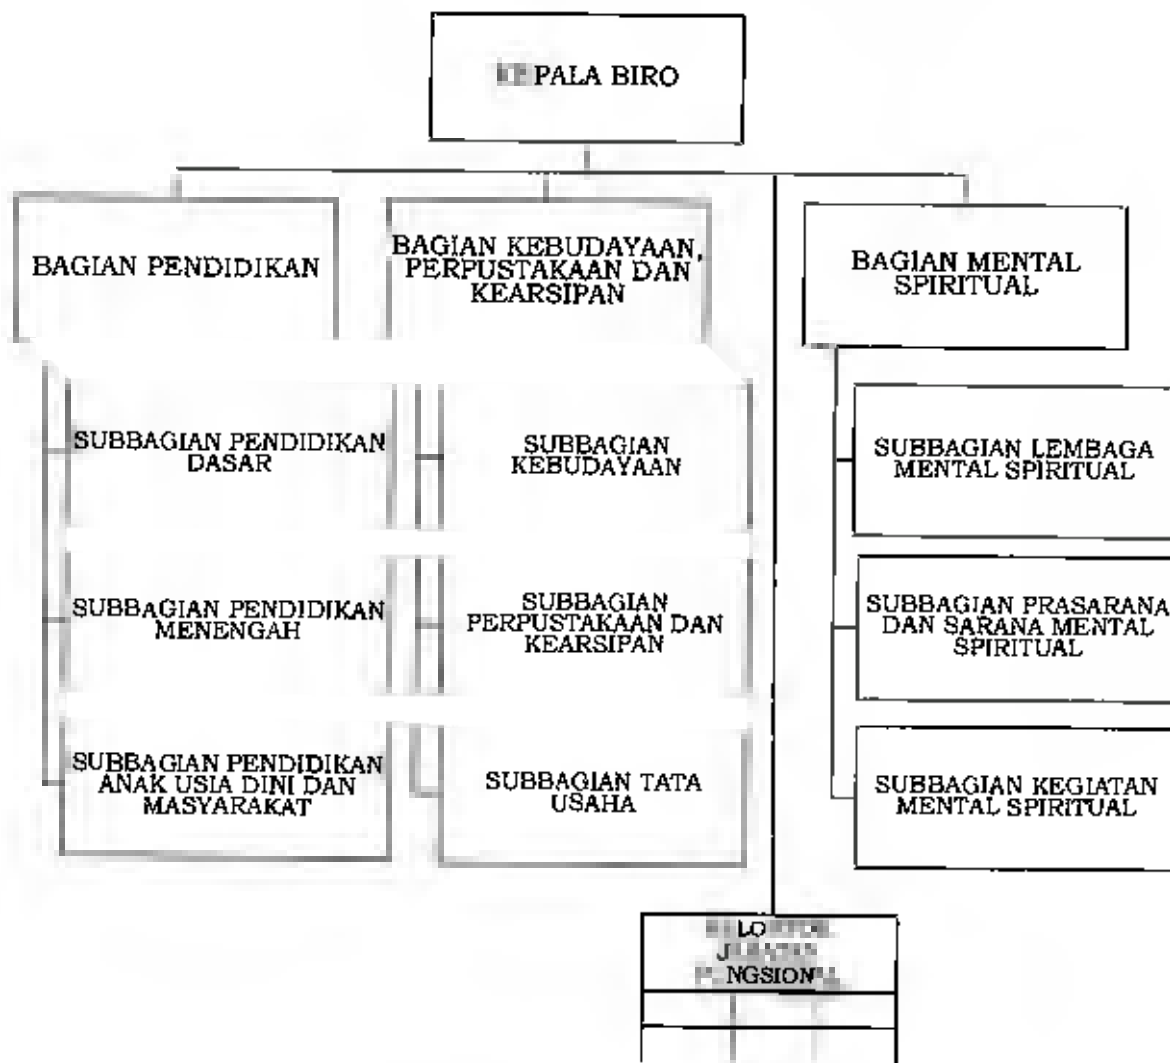 KEPALA BIRO
BAGIAN PENDIDIKAN
BAGIAN KEBUDAYAAN,
PERPUSTAKAAN DAN
KEARSIPAN
BAGIAN MENTAL
SPIRITUAL
SUBBAGIAN PENDIDIKAN
DASAR
SUBBAGIAN
KEBUDAYAAN
SUBBAGIAN LEMBAGA
MENTAL SPIRITUAL
SUBBAGIAN PENDIDIKAN
MENENGAH
SUBBAGIAN
PERPUSTAKAAN DAN
KEARSIPAN
SUBBAGIAN PRASARANA
DAN SARANA MENTAL
SPIRITUAL
SUBBAGIAN PENDIDIKAN
ANAK USIA DINI DAN
MASYARAKAT
SUBBAGIAN TATA
USAHA
SUBBAGIAN KEGIATAN
MENTAL SPIRITUAL